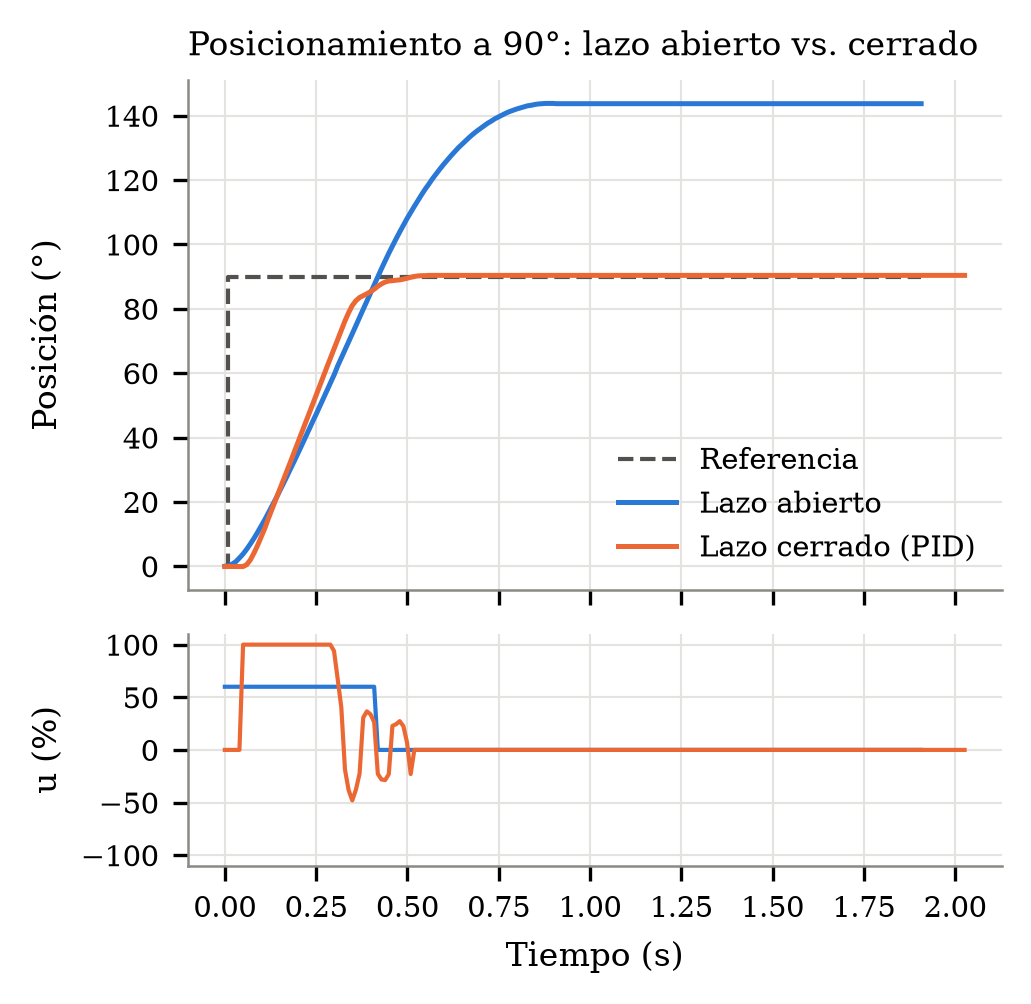 Posicionamiento a 90°: lazo abierto vs. cerrado
140
120
100
80
60
40
20
0
Posición (°)
Referencia
Lazo abierto
Lazo cerrado (PID)
100
50
0
−50
−100
u (%)
0.00 0.25 0.50 0.75 1.00 1.25 1.50 1.75 2.00
Tiempo (s)